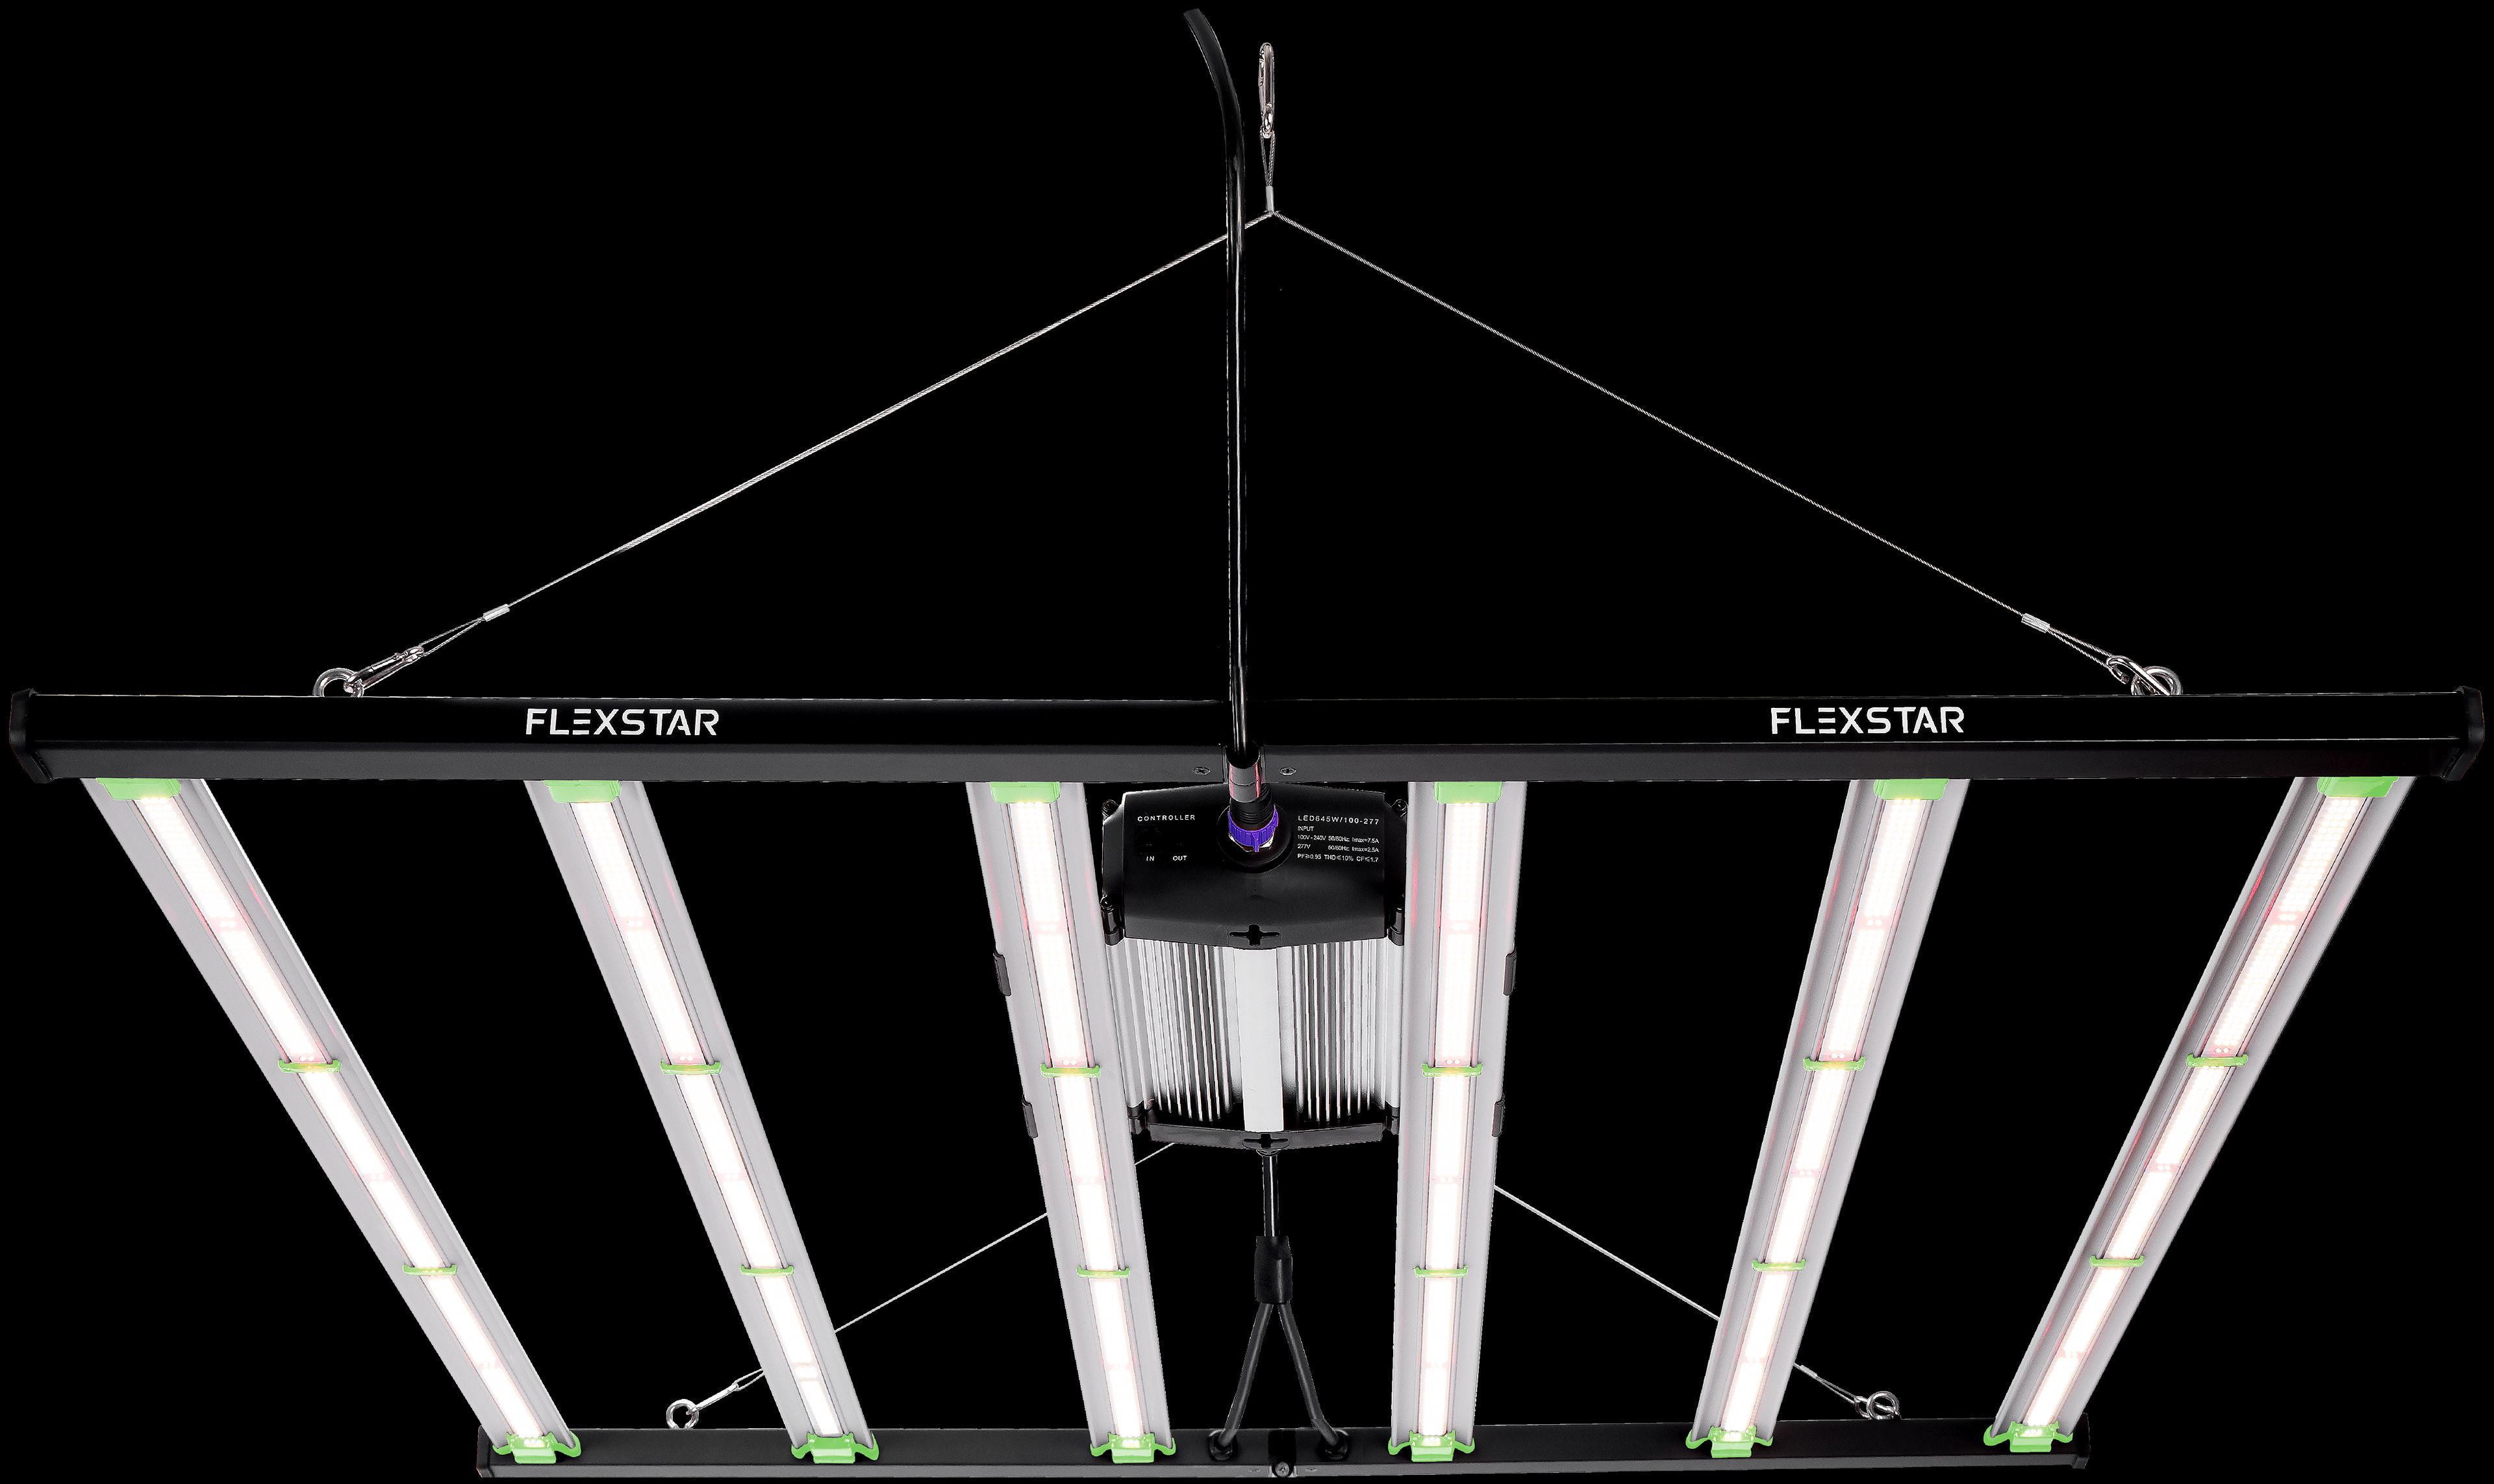 FLEXSTAR
FLEXSTAR
CONTROLLER
IN OUT
LED645W/100-277
INPUT
100V-240V 50/60Hz Imax=7.5A
277V 50/60Hz Imax=2.5A
PF≥0.95 THD≤10% CF≤1.7